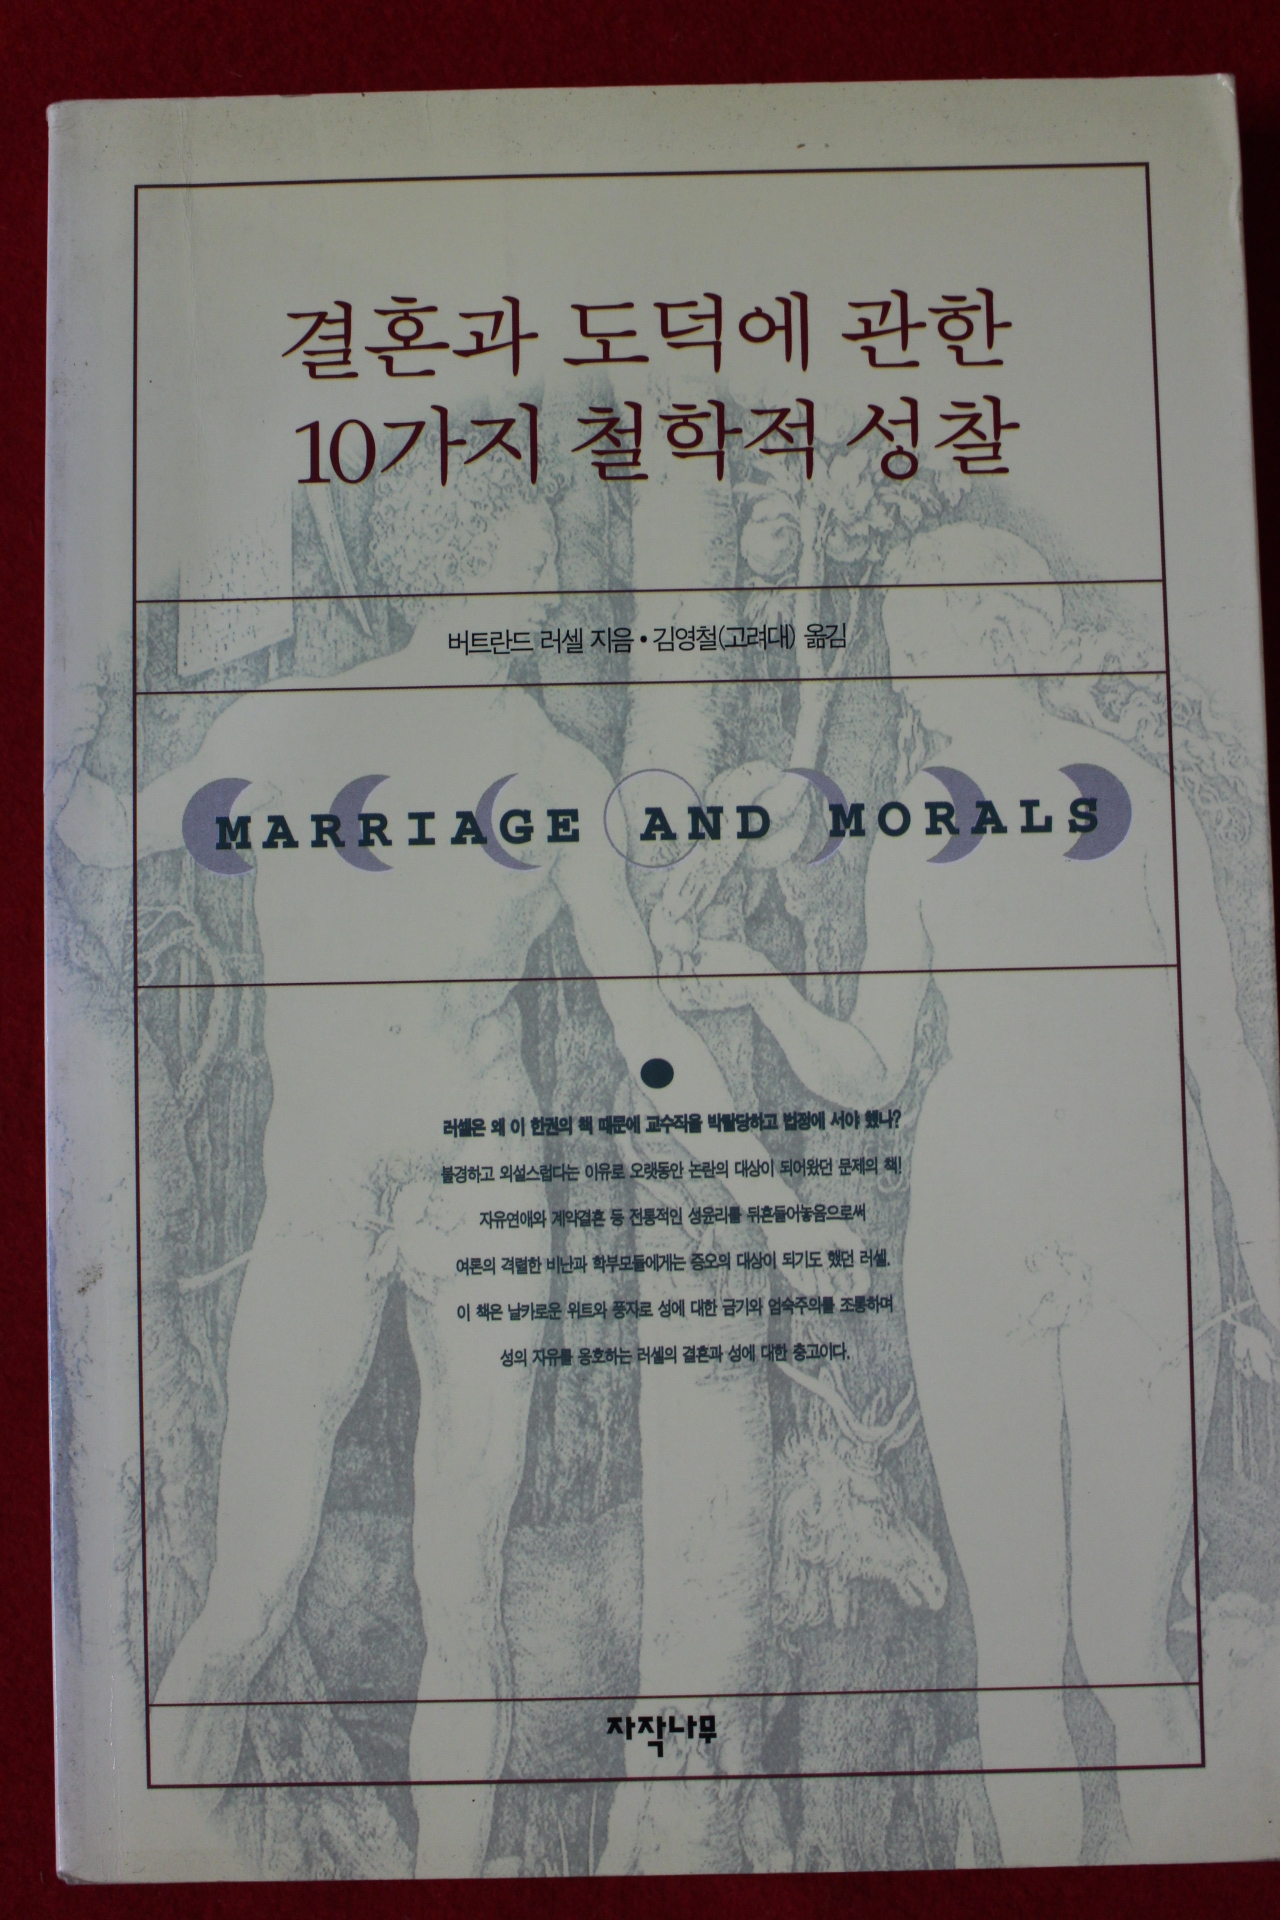 결혼과 도덕에 관한
10가지 철학적 성찰
버트란드 러셀 지음 • 김영철(고려대) 옮김
MARRIAGE AND MORALS
러셀은 왜 이 한권의 책 때문에 교수직을 박탈당하고 법정에 서야 했나?
불경하고 외설스럽다는 이유로 오랫동안 논란의 대상이 되어왔던 문제의 책!
자유연애와 계약결혼 등 전통적인 성윤리를 뒤흔들어놓음으로써
여론의 격렬한 비난과 학부모들에게는 증오의 대상이 되기도 했던 러셀.
이 책은 날카로운 위트와 풍자로 성에 대한 금기와 엄숙주의를 조롱하며
성의 자유를 옹호하는 러셀의 결혼과 성에 대한 충고이다.
자작나무